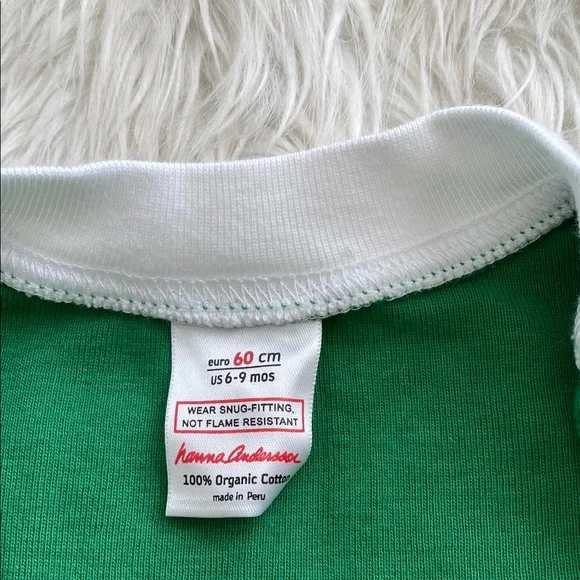 euro 60 cm
US 6-9 mos
WEAR SNUG-FITTING,
NOT FLAME RESISTANT
hanna andersson
100% Organic Cotton
made in Peru